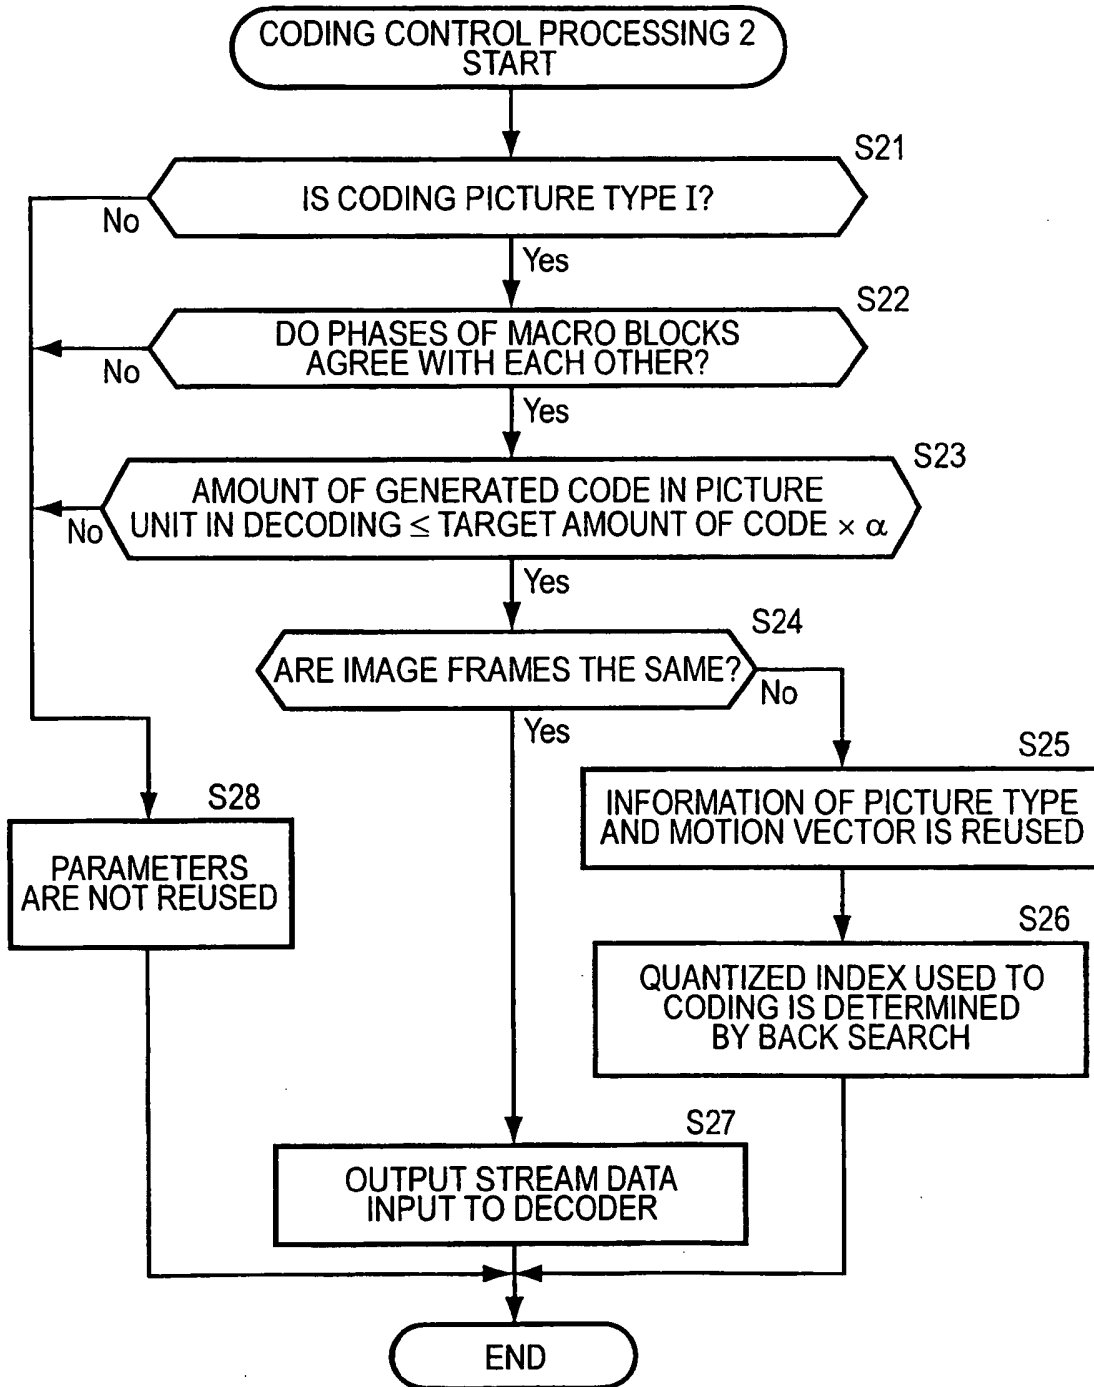 CODING CONTROL PROCESSING 2
START
S21
IS CODING PICTURE TYPE I?
No
Yes
S22
DO PHASES OF MACRO BLOCKS
AGREE WITH EACH OTHER?
No
Yes
S23
AMOUNT OF GENERATED CODE IN PICTURE
UNIT IN DECODING ≤ TARGET AMOUNT OF CODE × α
No
Yes
S24
ARE IMAGE FRAMES THE SAME?
No
Yes
S25
INFORMATION OF PICTURE TYPE
AND MOTION VECTOR IS REUSED
S28
PARAMETERS
ARE NOT REUSED
S26
QUANTIZED INDEX USED TO
CODING IS DETERMINED
BY BACK SEARCH
S27
OUTPUT STREAM DATA
INPUT TO DECODER
END